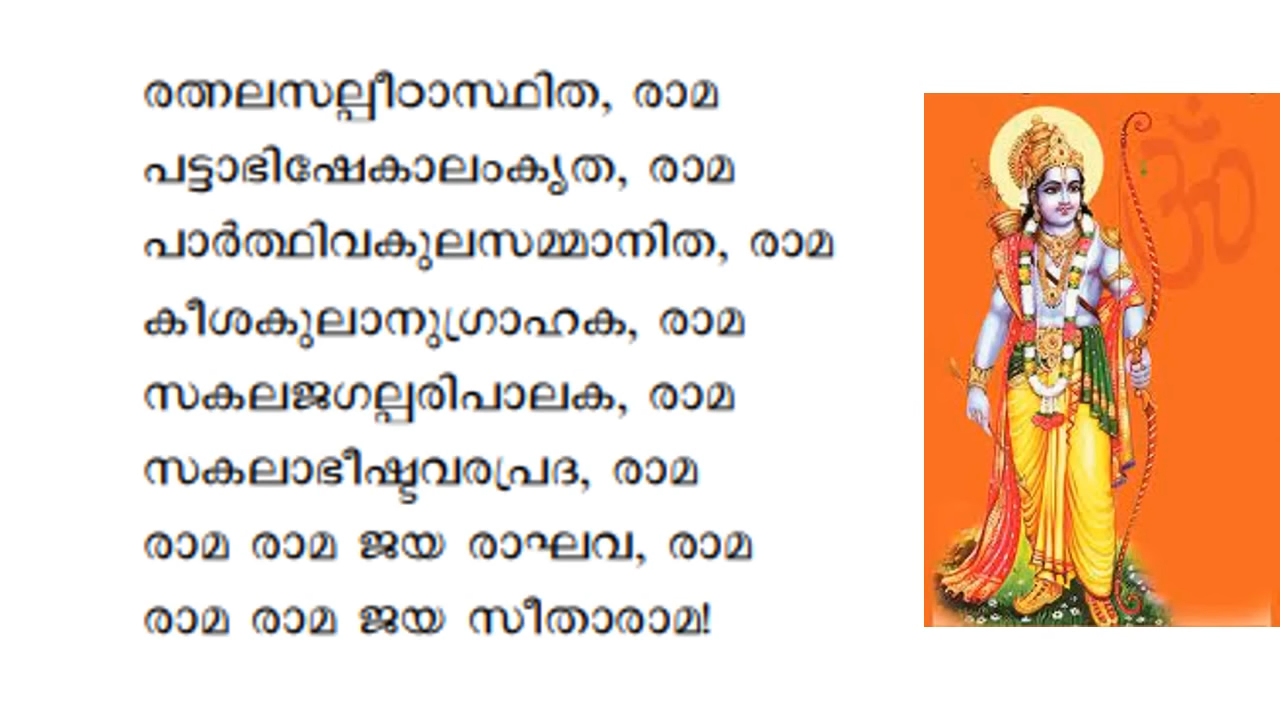 രത്നലസല്പീഠാസ്ഥിത, രാമ
പട്ടാഭിഷേകാലംകൃത, രാമ
പാർത്ഥിവകുലസമ്മാനിത, രാമ
കീശകുലാനുഗ്രാഹക, രാമ
സകലജഗല്പരിപാലക, രാമ
സകലാഭീഷ്ടവരപ്രദ, രാമ
രാമ രാമ ജയ രാഘവ, രാമ
രാമ രാമ ജയ സീതാരാമ!
ॐ